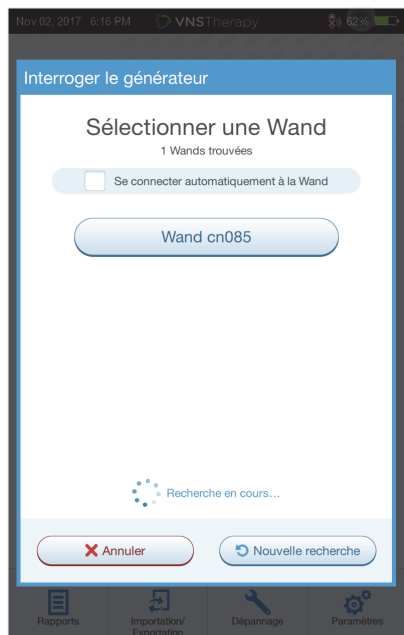 Nov 02, 2017 6:16 PM VNSTherapy 62%
Interroger le générateur
Sélectionner une Wand
1 Wands trouvées
Se connecter automatiquement à la Wand
Wand cn085
Recherche en cours…
Annuler Nouvelle recherche
Rapports Importation/ Dépannage Paramètres
Exportation